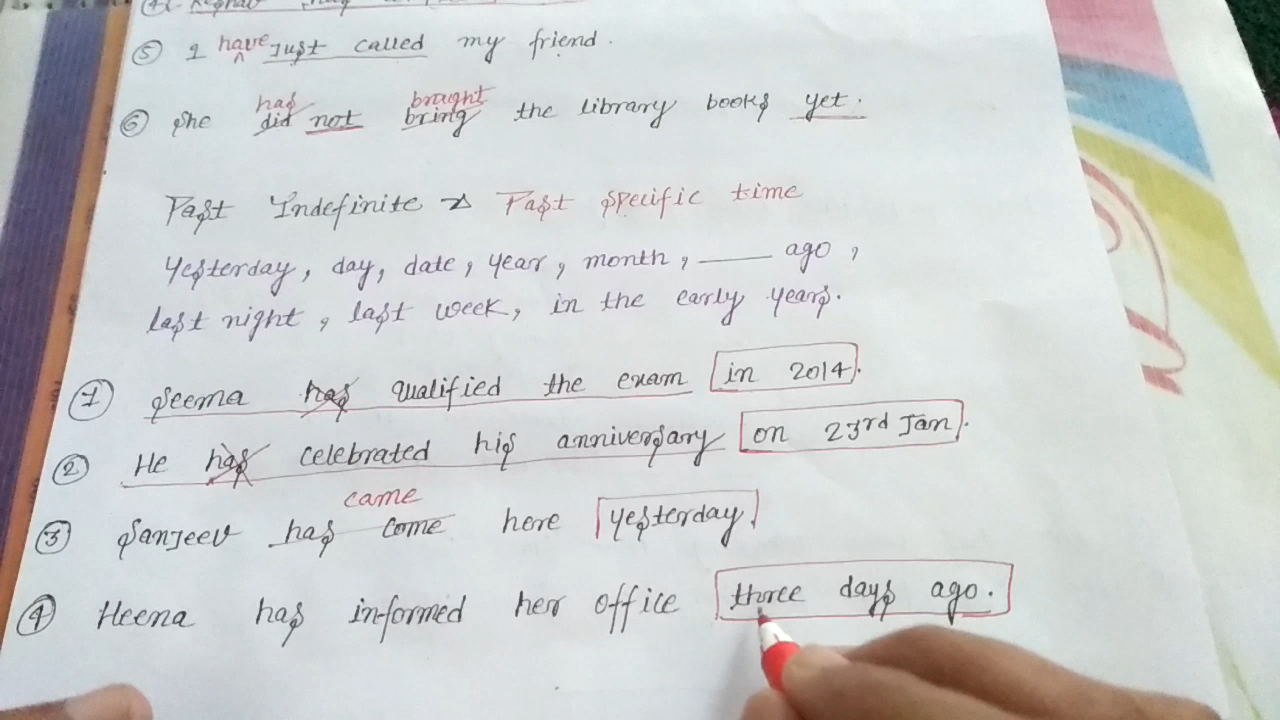 ⑤ I have Just called my friend.
has brought
⑥ She did not bring the library books yet.
Past Indefinite → Past specific time
Yesterday, day, date, year, month, ___ ago,
last night, last week, in the early years.
① Seema has qualified the exam in 2014.
② He has celebrated his anniversary on 23rd Jan.
came
③ Sanjeev has come here yesterday.
④ Heena has informed her office three days ago.